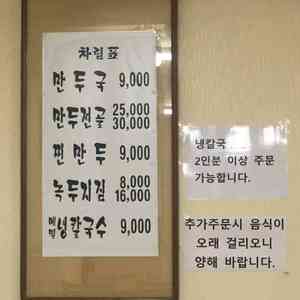 차림표
만두국 9,000
만두전골 25,000
30,000
찐만두 9,000
녹두지짐 8,000
16,000
메밀 냉칼국수 9,000
냉칼국
2인분 이상 주문
가능합니다.
추가주문시 음식이
오래 걸리오니
양해 바랍니다.